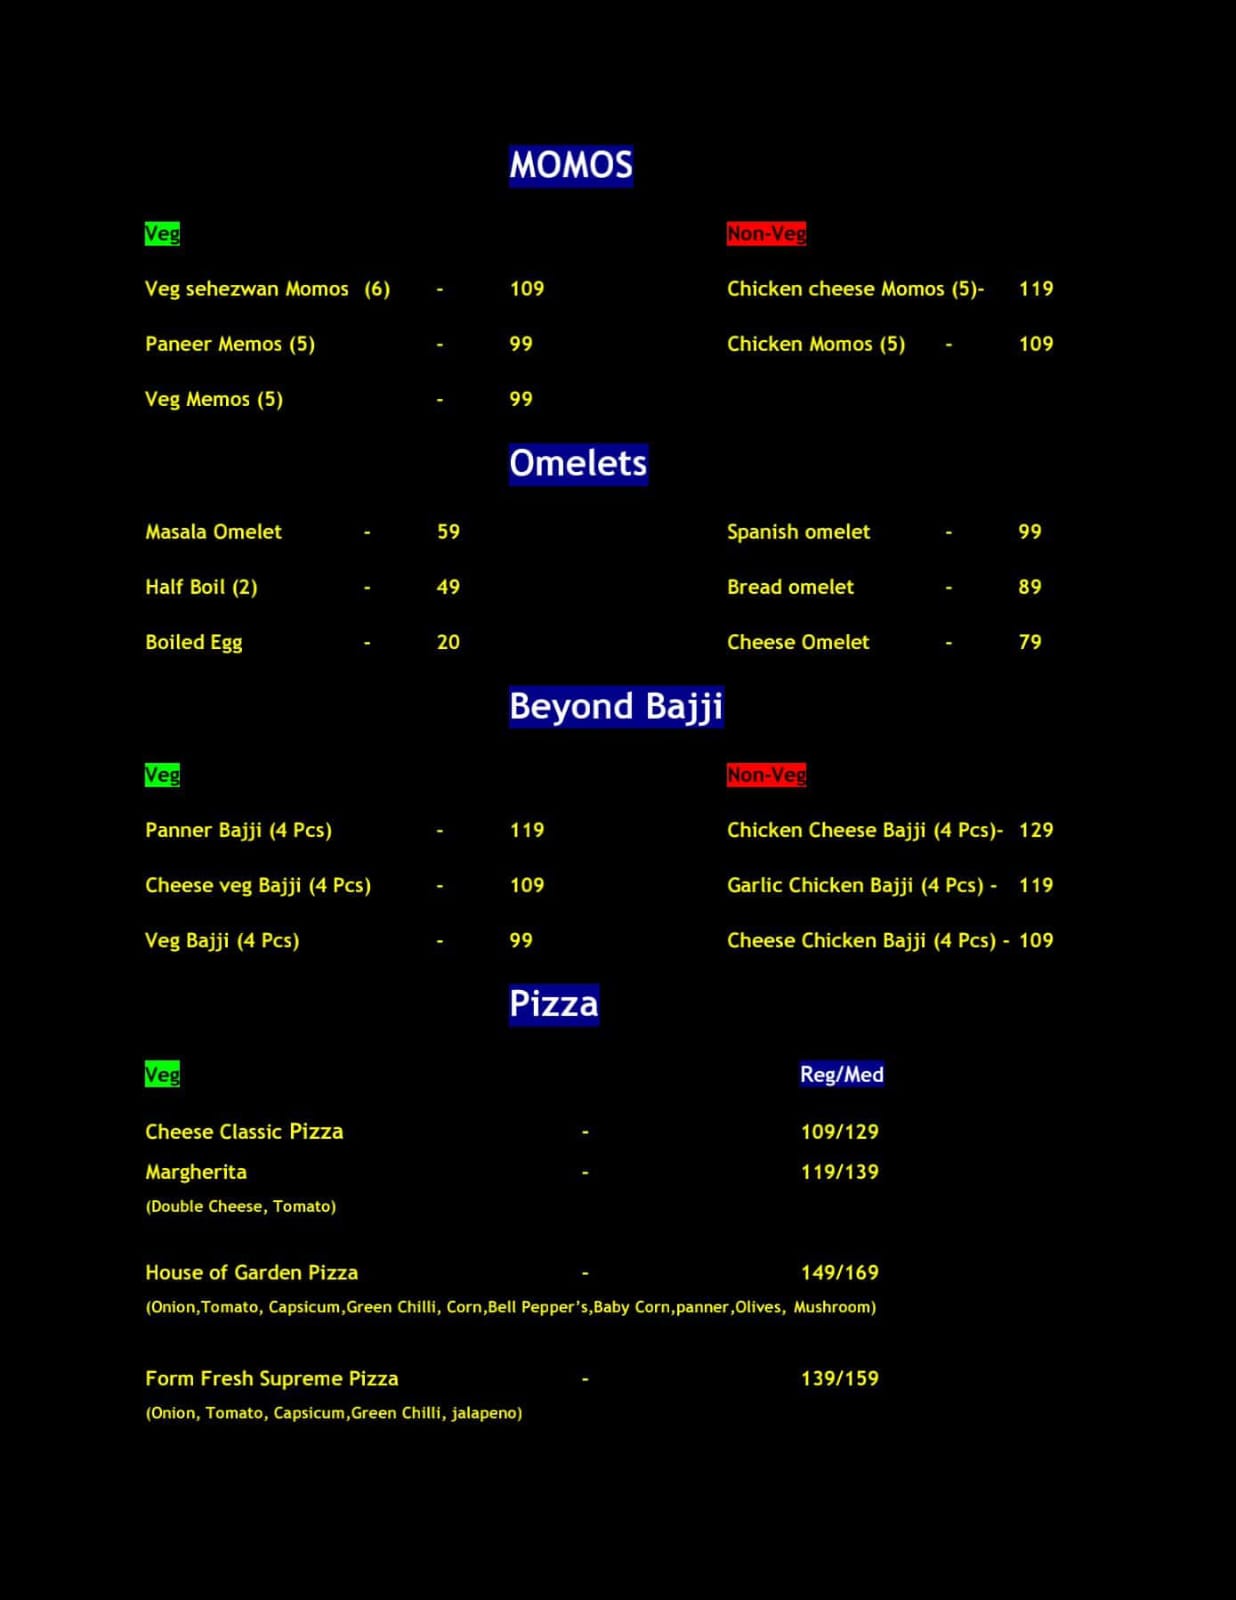 MOMOS
Veg Non-Veg
Veg sehezwan Momos (6) - 109 Chicken cheese Momos (5)- 119
Paneer Memos (5) - 99 Chicken Momos (5) - 109
Veg Memos (5) - 99
Omelets
Masala Omelet - 59 Spanish omelet - 99
Half Boil (2) - 49 Bread omelet - 89
Boiled Egg - 20 Cheese Omelet - 79
Beyond Bajji
Veg Non-Veg
Panner Bajji (4 Pcs) - 119 Chicken Cheese Bajji (4 Pcs)- 129
Cheese veg Bajji (4 Pcs) - 109 Garlic Chicken Bajji (4 Pcs) - 119
Veg Bajji (4 Pcs) - 99 Cheese Chicken Bajji (4 Pcs) - 109
Pizza
Veg Reg/Med
Cheese Classic Pizza - 109/129
Margherita - 119/139
(Double Cheese, Tomato)
House of Garden Pizza - 149/169
(Onion,Tomato, Capsicum,Green Chilli, Corn,Bell Pepper’s,Baby Corn,panner,Olives, Mushroom)
Form Fresh Supreme Pizza - 139/159
(Onion, Tomato, Capsicum,Green Chilli, jalapeno)